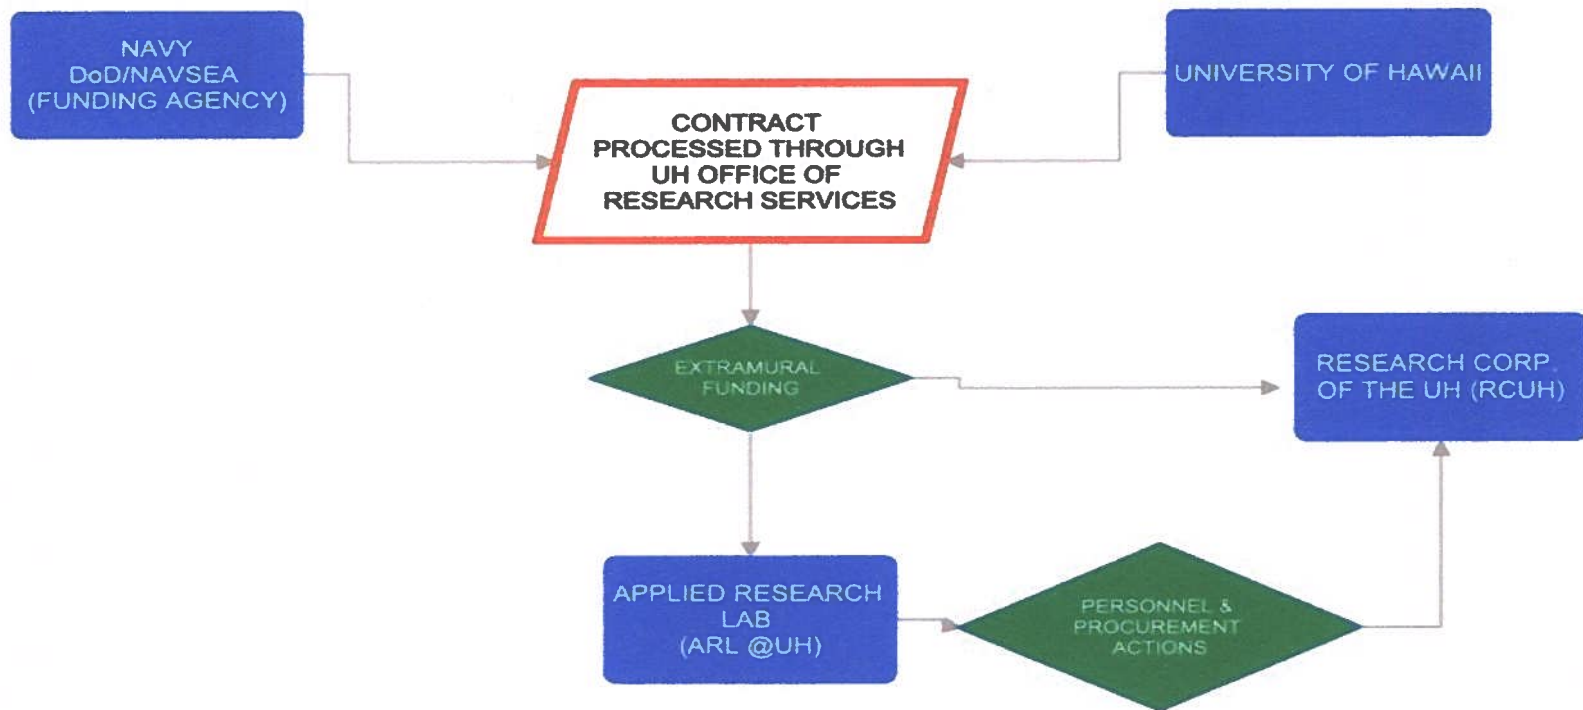 NAVY
DoD/NAVSEA
(FUNDING AGENCY)
UNIVERSITY OF HAWAII
CONTRACT
PROCESSED THROUGH
UH OFFICE OF
RESEARCH SERVICES
EXTRAMURAL
FUNDING
RESEARCH CORP.
OF THE UH (RCUH)
APPLIED RESEARCH
LAB
(ARL @UH)
PERSONNEL &
PROCUREMENT
ACTIONS